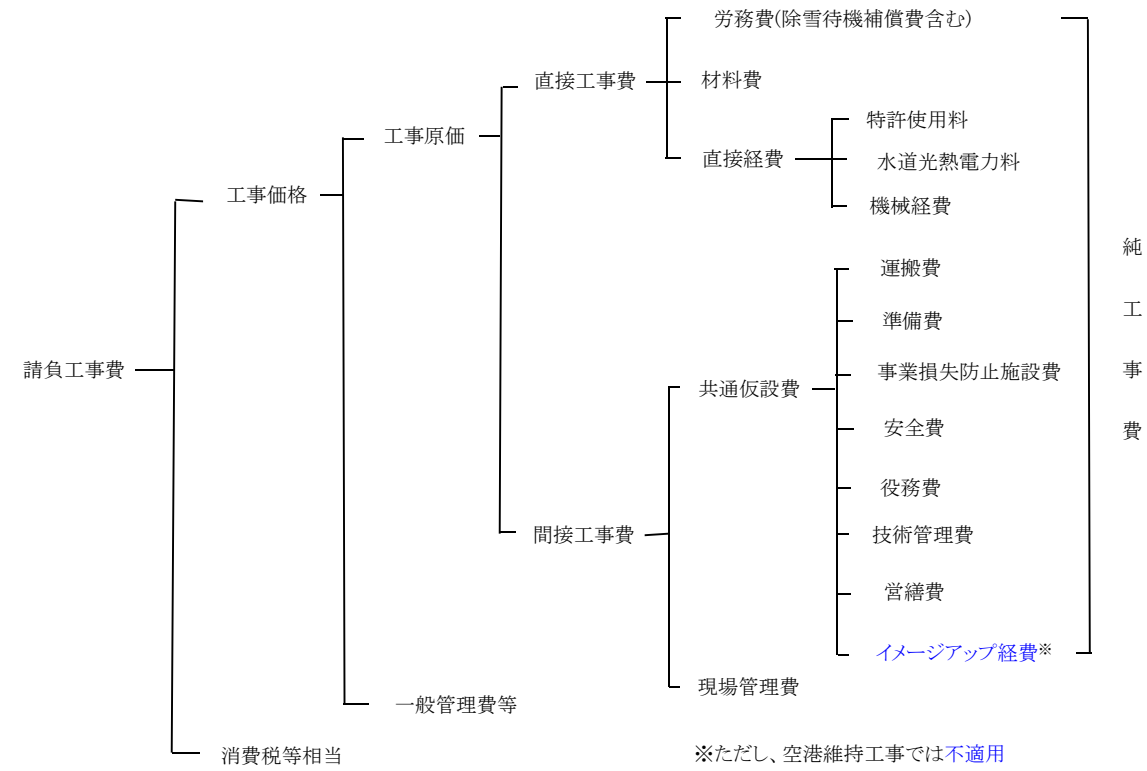 労務費(除雪待機補償費含む)
直接工事費
材料費
特許使用料
工事原価
直接経費
水道光熱電力料
工事価格
機械経費
純工事費
運搬費
準備費
請負工事費
事業損失防止施設費
共通仮設費
安全費
役務費
間接工事費
技術管理費
営繕費
イメージアップ経費※
現場管理費
一般管理費等
消費税等相当
※ただし、空港維持工事では不適用